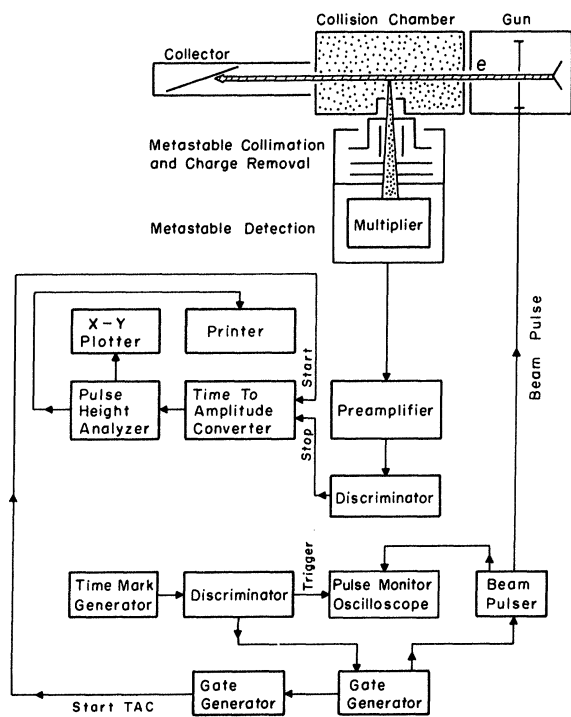 Collision Chamber
Gun
Collector
e
Metastable Collimation
and Charge Removal
Metastable Detection
Multiplier
X-Y
Plotter
Printer
Start
Beam Pulse
Pulse
Height
Analyzer
Time To
Amplitude
Converter
Preamplifier
Stop
Discriminator
Trigger
Time Mark
Generator
Discriminator
Pulse Monitor
Oscilloscope
Beam
Pulser
Start TAC
Gate
Generator
Gate
Generator